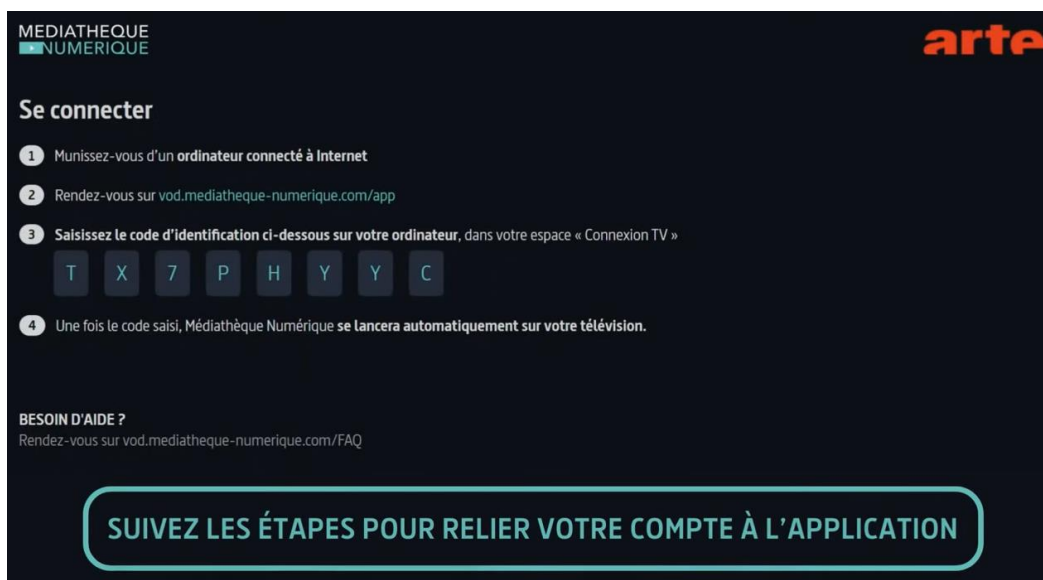 MEDIATHEQUE
NUMERIQUE
arte
Se connecter
1 Munissez-vous d'un ordinateur connecté à Internet
2 Rendez-vous sur vod.mediatheque-numerique.com/app
3 Saisissez le code d'identification ci-dessous sur votre ordinateur, dans votre espace « Connexion TV »
T X 7 P H Y Y C
4 Une fois le code saisi, Médiathèque Numérique se lancera automatiquement sur votre télévision.
BESOIN D'AIDE ?
Rendez-vous sur vod.mediatheque-numerique.com/FAQ
SUIVEZ LES ÉTAPES POUR RELIER VOTRE COMPTE À L'APPLICATION